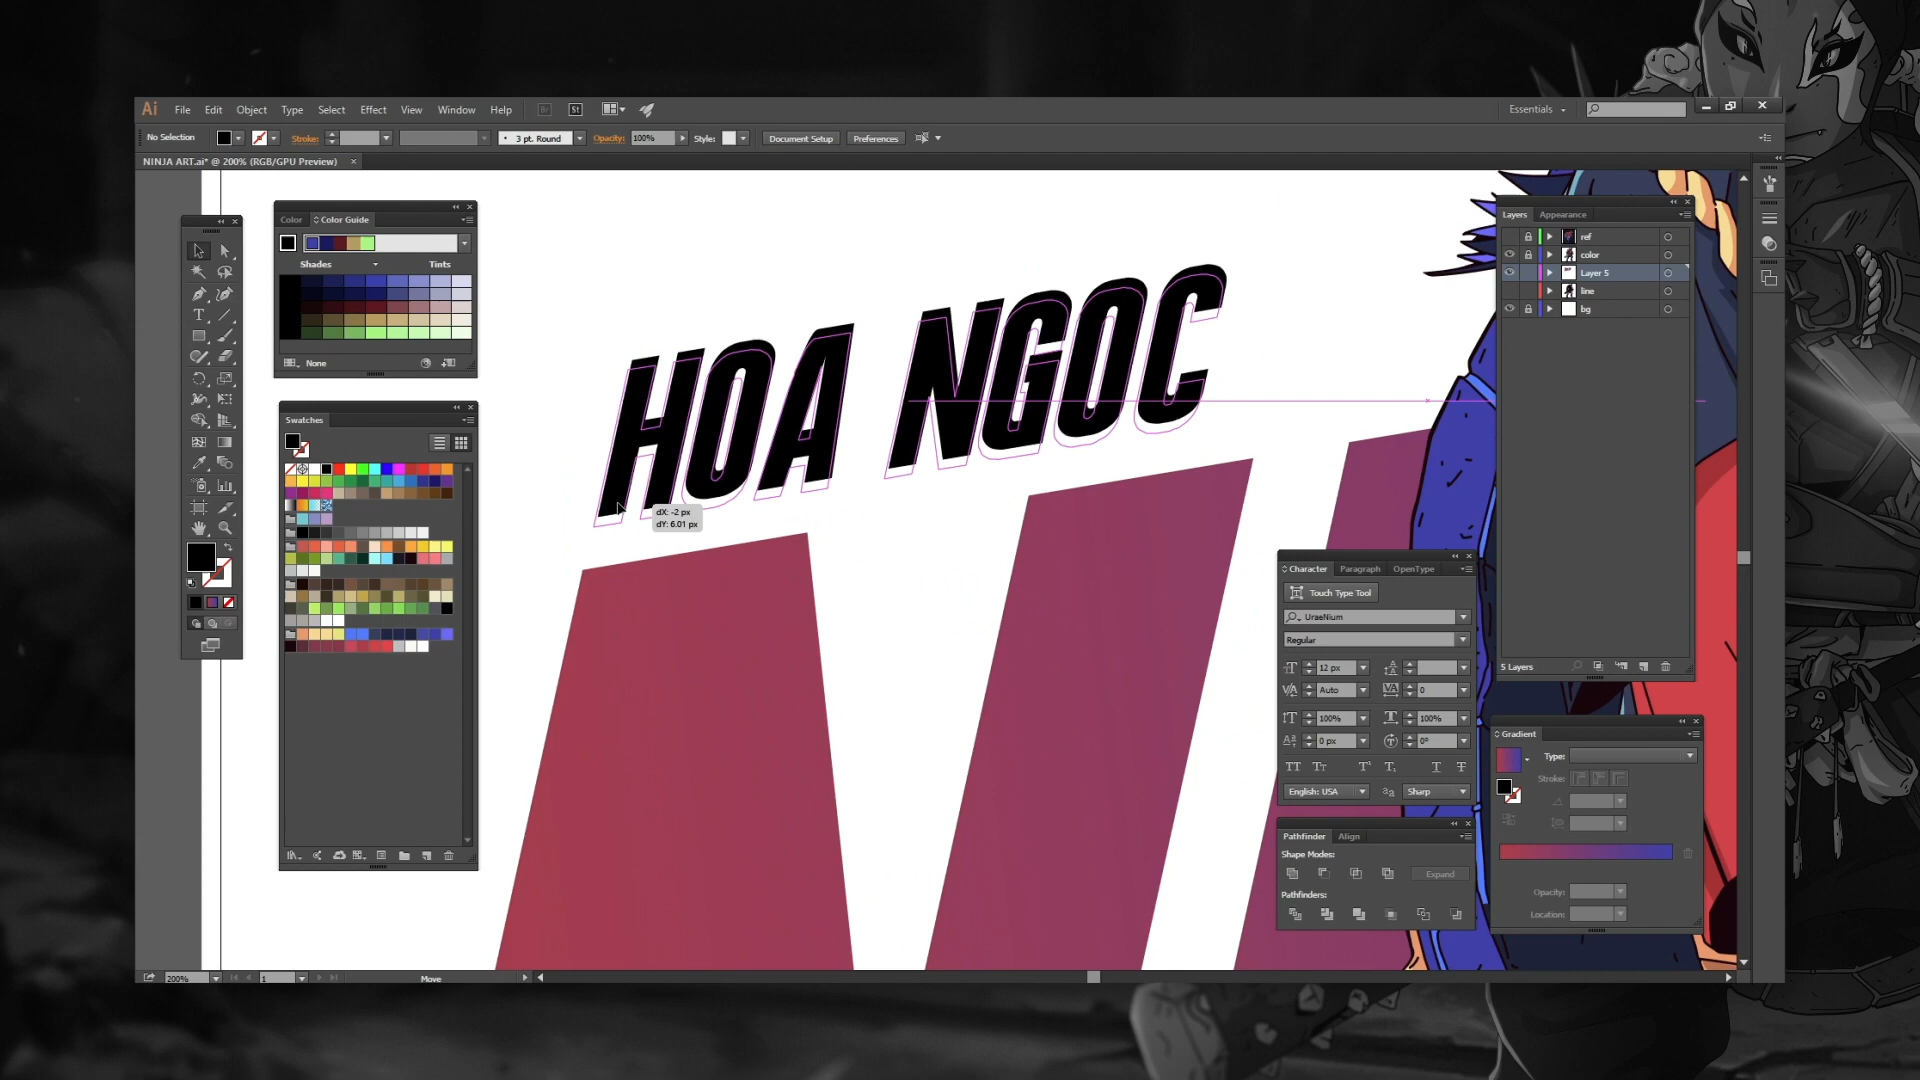 Ai File Edit Object Type Select Effect View Window Help Br St Essentials
No Selection Stroke: 3 pt. Round Opacity: 100% Style: Document Setup Preferences
NINJA ART.ai* @ 200% (RGB/GPU Preview)
Color Color Guide
Shades Tints
None
Swatches
HOA NGOC
dX: -2 px
dY: 6.01 px
Layers Appearance
ref
color
Layer 5
line
bg
5 Layers
Character Paragraph OpenType
Touch Type Tool
UraeNium
Regular
12 px
Auto 0
100% 100%
0 px 0°
English: USA Sharp
Pathfinder Align
Shape Modes:
Expand
Pathfinders:
Gradient
Type:
Stroke:
Opacity:
Location:
200% 1 Move